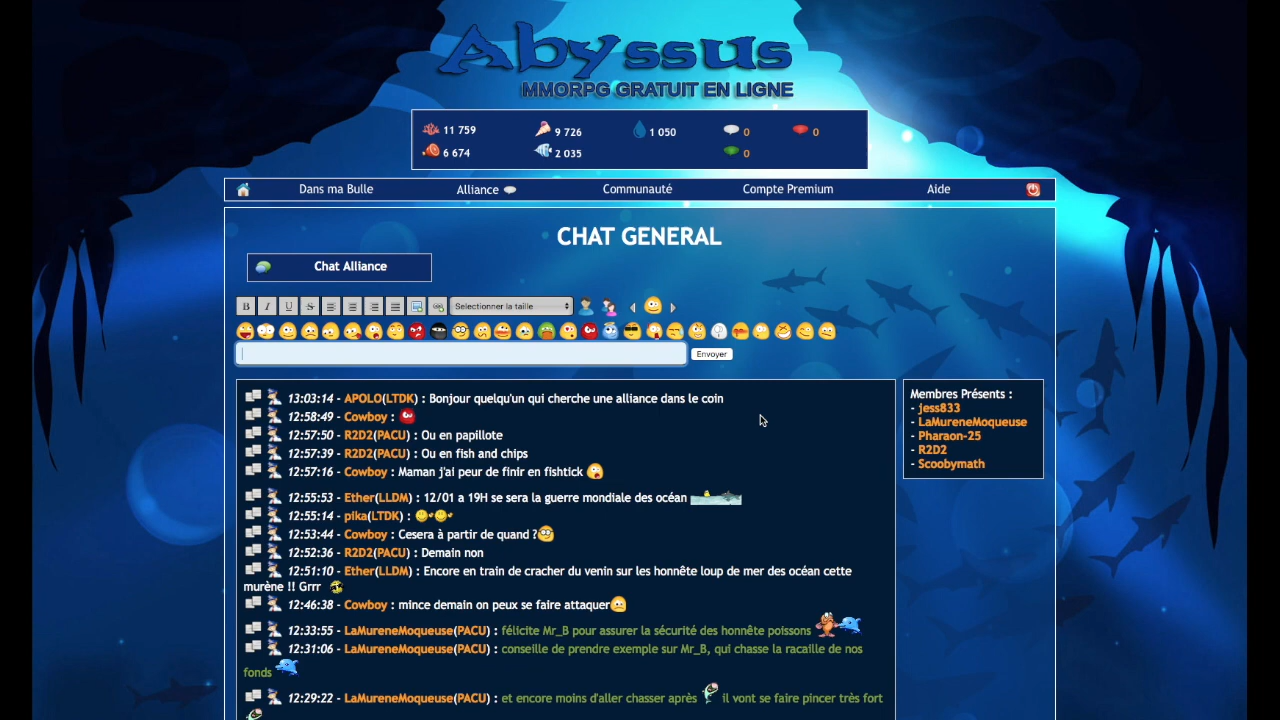 Abyssus
MMORPG GRATUIT EN LIGNE
11 759 9 726 1 050 0 0
6 674 2 035 0
Dans ma Bulle Alliance Communauté Compte Premium Aide
CHAT GENERAL
Chat Alliance
B I U S Selectionner la taille
Envoyer
13:03:14 - APOLO(LTDK) : Bonjour quelqu'un qui cherche une alliance dans le coin
12:58:49 - Cowboy :
12:57:50 - R2D2(PACU) : Ou en papillote
12:57:39 - R2D2(PACU) : Ou en fish and chips
12:57:16 - Cowboy : Maman j'ai peur de finir en fishtick
12:55:53 - Ether(LLDM) : 12/01 a 19H se sera la guerre mondiale des océan
12:55:14 - pika(LTDK) :
12:53:44 - Cowboy : Cesera à partir de quand ?
12:52:36 - R2D2(PACU) : Demain non
12:51:10 - Ether(LLDM) : Encore en train de cracher du venin sur les honnête loup de mer des océan cette
murène !! Grrr
12:46:38 - Cowboy : mince demain on peux se faire attaquer
12:33:55 - LaMureneMoqueuse(PACU) : félicite Mr_B pour assurer la sécurité des honnête poissons
12:31:06 - LaMureneMoqueuse(PACU) : conseille de prendre exemple sur Mr_B, qui chasse la racaille de nos
fonds
12:29:22 - LaMureneMoqueuse(PACU) : et encore moins d'aller chasser après il vont se faire pincer très fort
Membres Présents :
- jess833
- LaMureneMoqueuse
- Pharaon-25
- R2D2
- Scoobymath